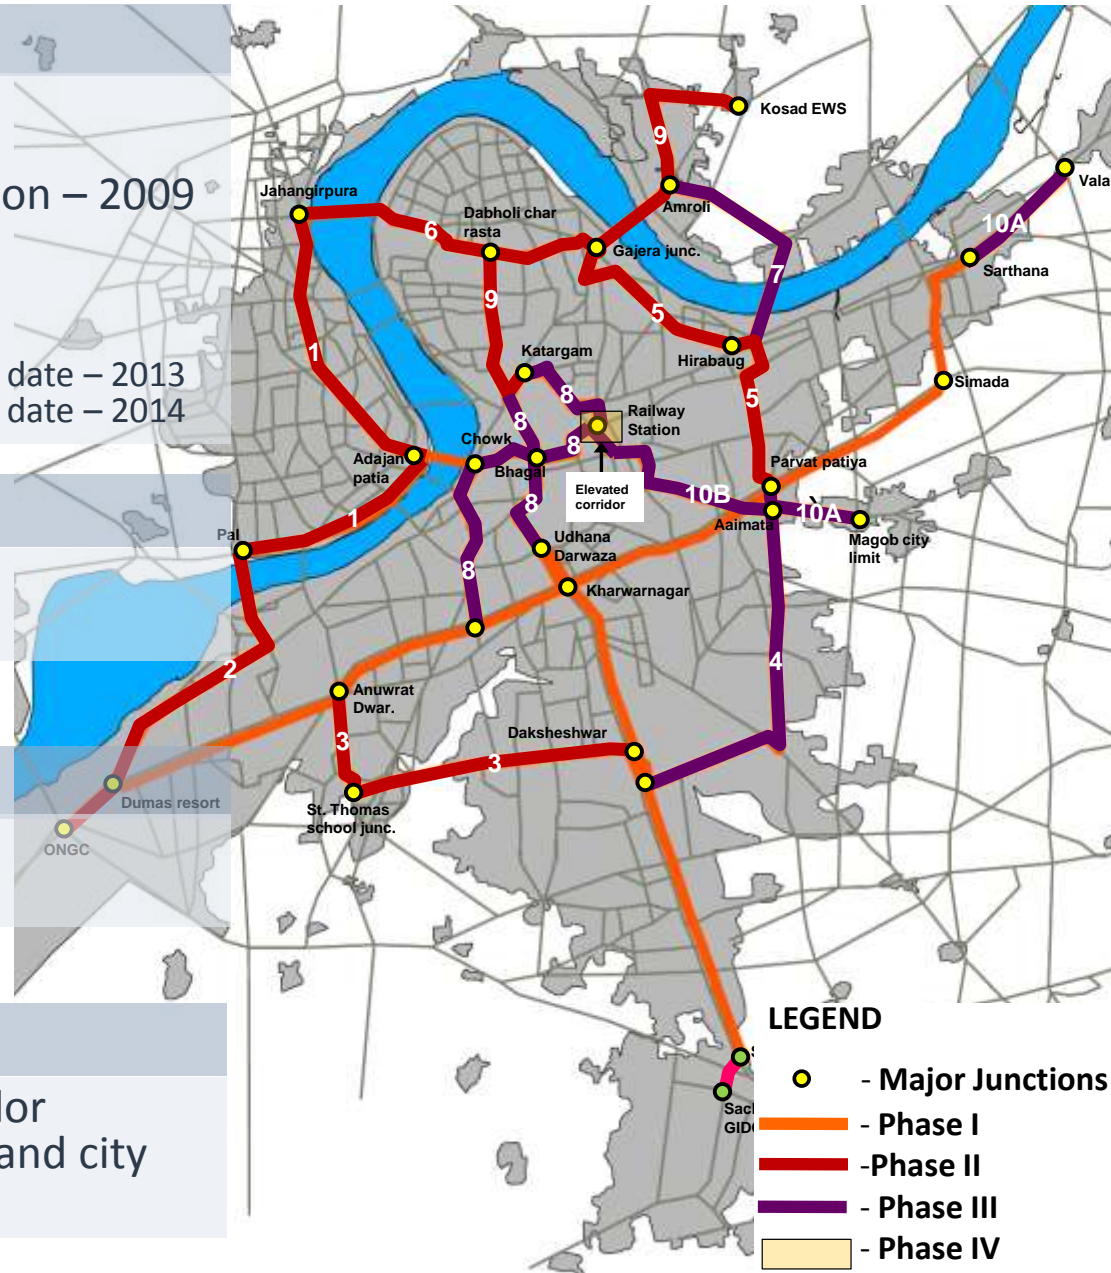 Kosad EWS
9
on – 2009
Vala
Jahangirpura
Amroli
Dabholi char
rasta
6
10A
Gajera junc.
Sarthana
7
9
5
1
Katargam
Hirabaug
date – 2013
Simada
date – 2014
8
5
8
Railway
Station
Chowk
8
Adajan
patia
Bhagal
Parvat patiya
Elevated
corridor
10B
10A
8
1
Aaimata
Pal
Udhana
Darwaza
Magob city
limit
8
Kharwarnagar
4
2
Anuwrat
Dwar.
Daksheshwar
3
3
Dumas resort
St. Thomas
school junc.
ONGC
LEGEND
- Major Junctions
- Phase I
-Phase II
- Phase III
- Phase IV
and city